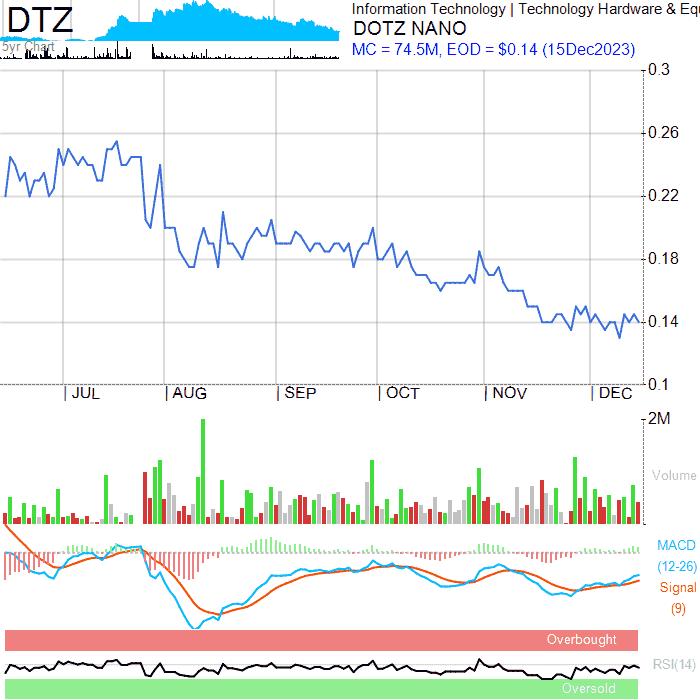 DTZ
5yr Chart
Information Technology | Technology Hardware & Equ
DOTZ NANO
MC = 74.5M, EOD = $0.14 (15Dec2023)
0.3
0.26
0.22
0.18
0.14
0.1
| JUL | AUG | SEP | OCT | NOV | DEC
2M
Volume
MACD
(12-26)
Signal
(9)
Overbought
RSI(14)
Oversold